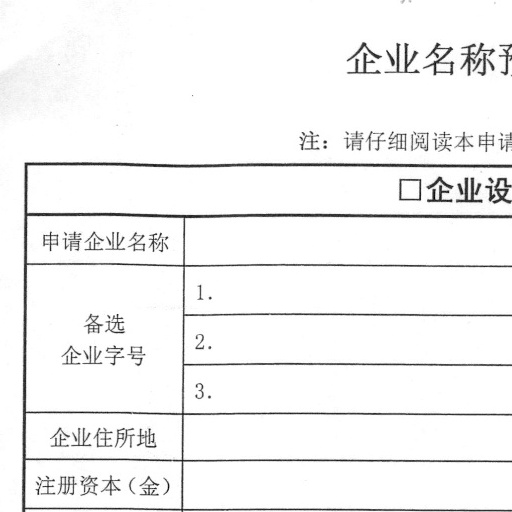 企业名称预
注：请仔细阅读本申请
□企业设
申请企业名称
1.
备选
企业字号
2.
3.
企业住所地
注册资本（金）